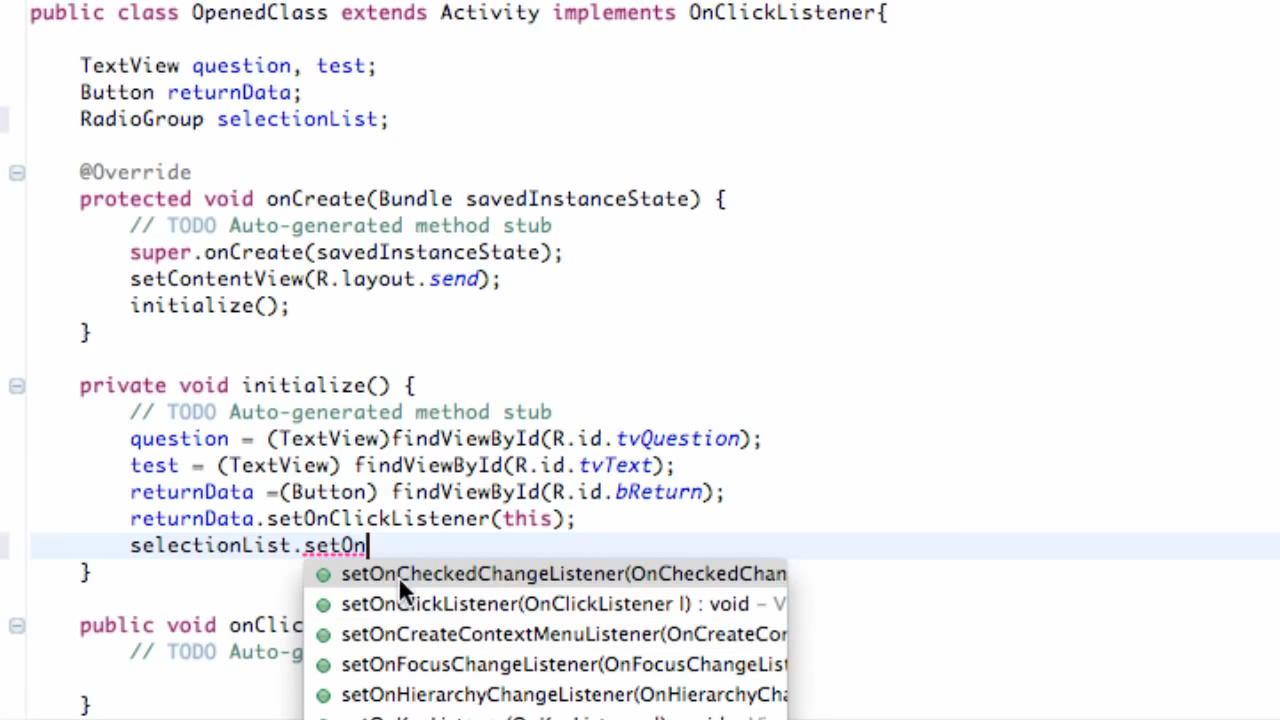 public class OpenedClass extends Activity implements OnClickListener{
TextView question, test;
Button returnData;
RadioGroup selectionList;
@Override
protected void onCreate(Bundle savedInstanceState) {
// TODO Auto-generated method stub
super.onCreate(savedInstanceState);
setContentView(R.layout.send);
initialize();
}
private void initialize() {
// TODO Auto-generated method stub
question = (TextView)findViewById(R.id.tvQuestion);
test = (TextView) findViewById(R.id.tvText);
returnData =(Button) findViewById(R.id.bReturn);
returnData.setOnClickListener(this);
selectionList.setOn
}
setOnCheckedChangeListener(OnCheckedChan
setOnClickListener(OnClickListener l) : void – V
public void onClic
setOnCreateContextMenuListener(OnCreateCon
// TODO Auto-g
setOnFocusChangeListener(OnFocusChangeList
setOnHierarchyChangeListener(OnHierarchyCha
}